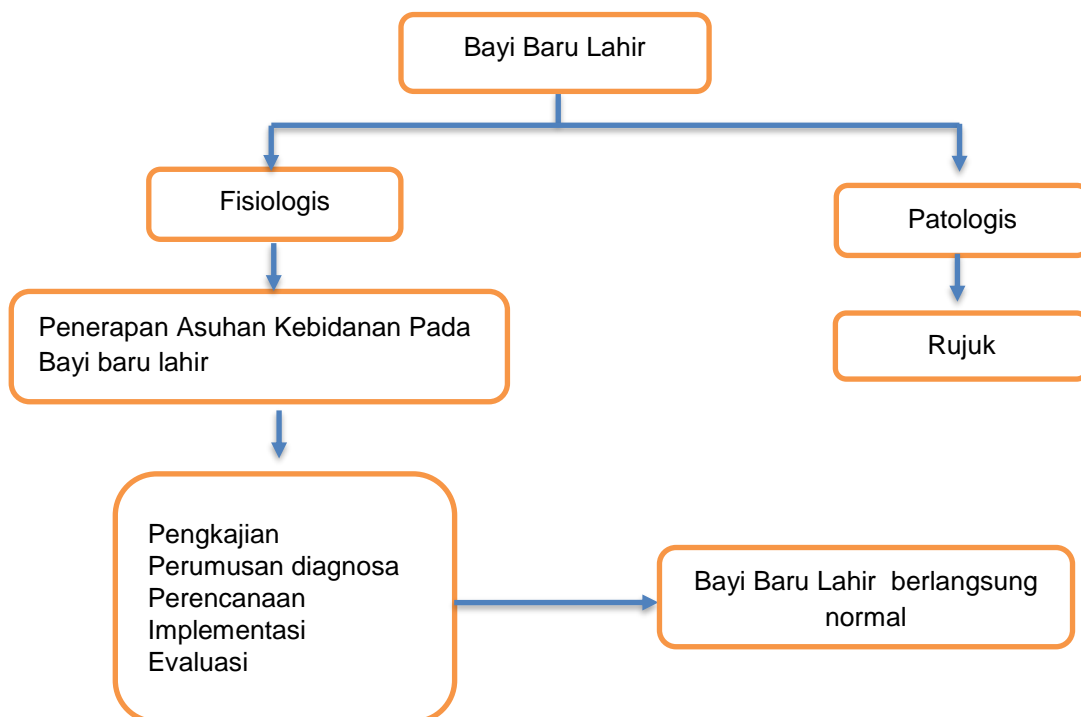 Bayi Baru Lahir
Fisiologis
Patologis
Penerapan Asuhan Kebidanan Pada
Bayi baru lahir
Rujuk
Pengkajian
Perumusan diagnosa
Perencanaan
Implementasi
Evaluasi
Bayi Baru Lahir  berlangsung
normal